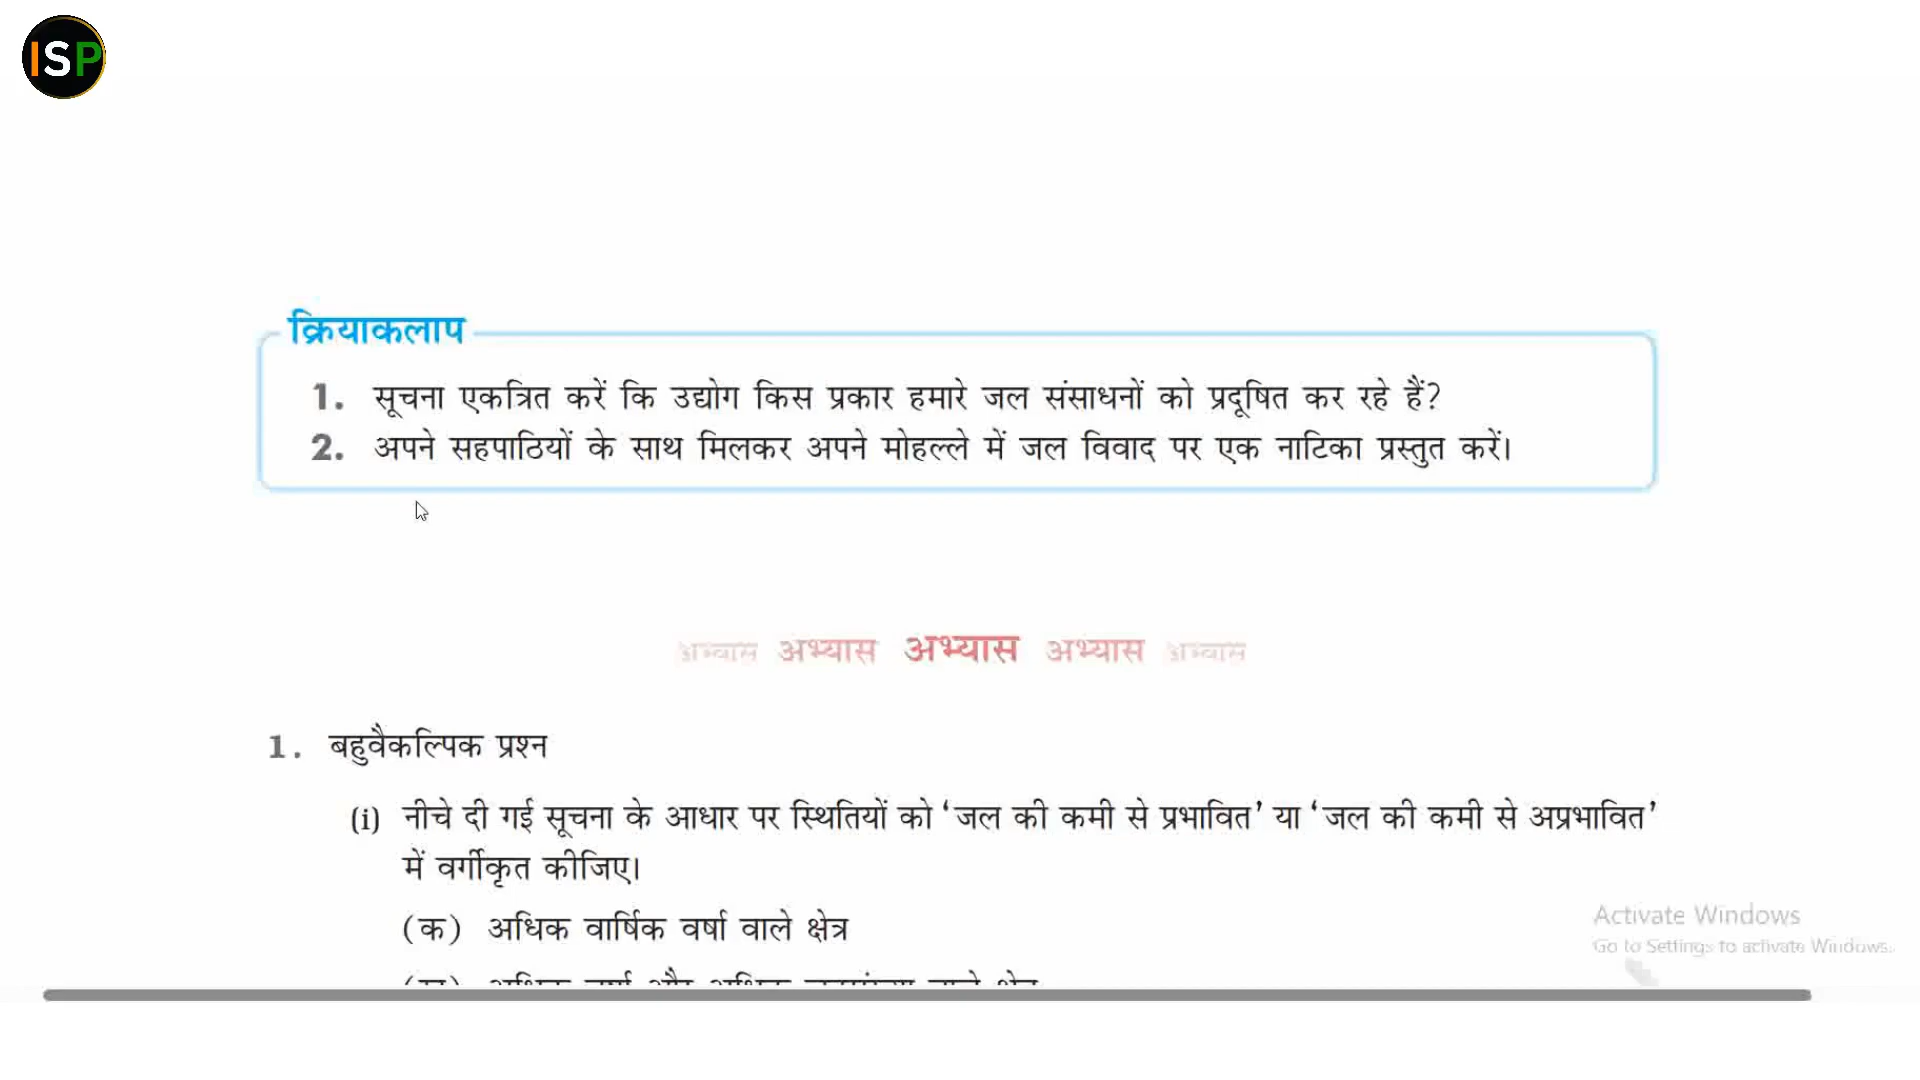 ISP
क्रियाकलाप
1. सूचना एकत्रित करें कि उद्योग किस प्रकार हमारे जल संसाधनों को प्रदूषित कर रहे हैं?
2. अपने सहपाठियों के साथ मिलकर अपने मोहल्ले में जल विवाद पर एक नाटिका प्रस्तुत करें।
अभ्यास अभ्यास अभ्यास अभ्यास अभ्यास
1. बहुवैकल्पिक प्रश्न
(i) नीचे दी गई सूचना के आधार पर स्थितियों को ‘जल की कमी से प्रभावित’ या ‘जल की कमी से अप्रभावित’
में वर्गीकृत कीजिए।
(क) अधिक वार्षिक वर्षा वाले क्षेत्र
Activate Windows
Go to Settings to activate Windows.